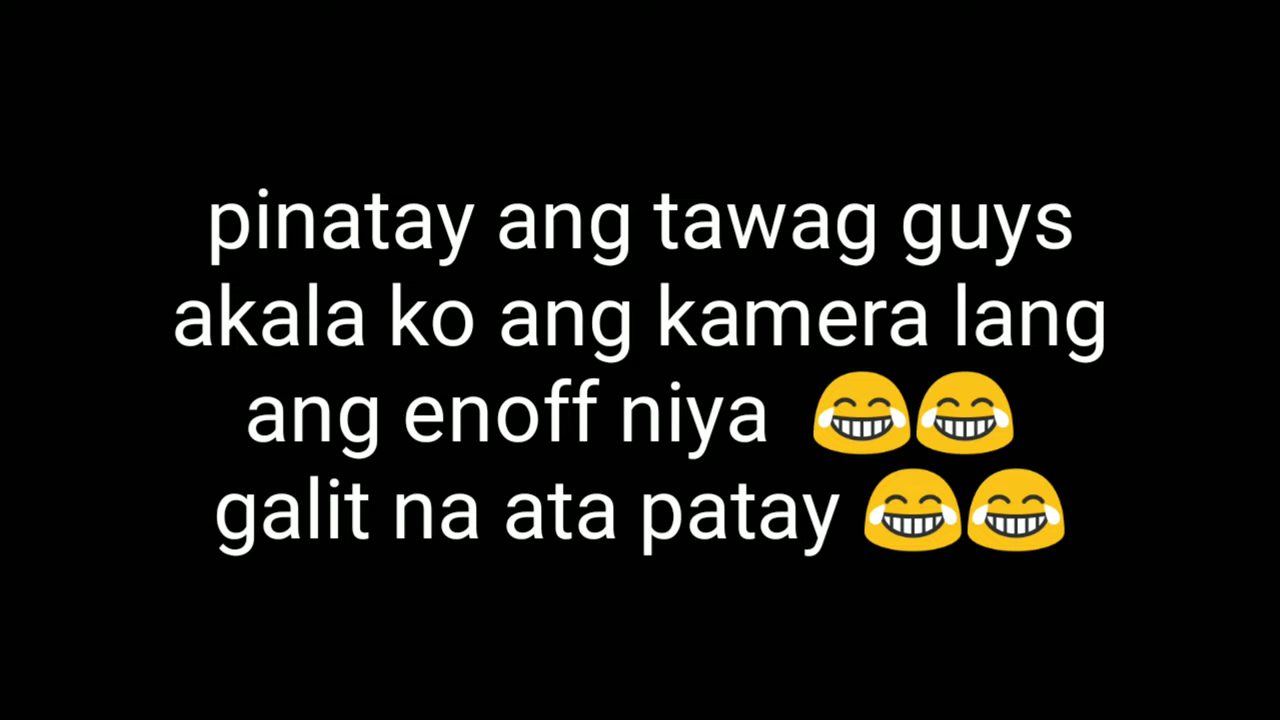 pinatay ang tawag guys
akala ko ang kamera lang
ang enoff niya 😂😂
galit na ata patay 😂😂